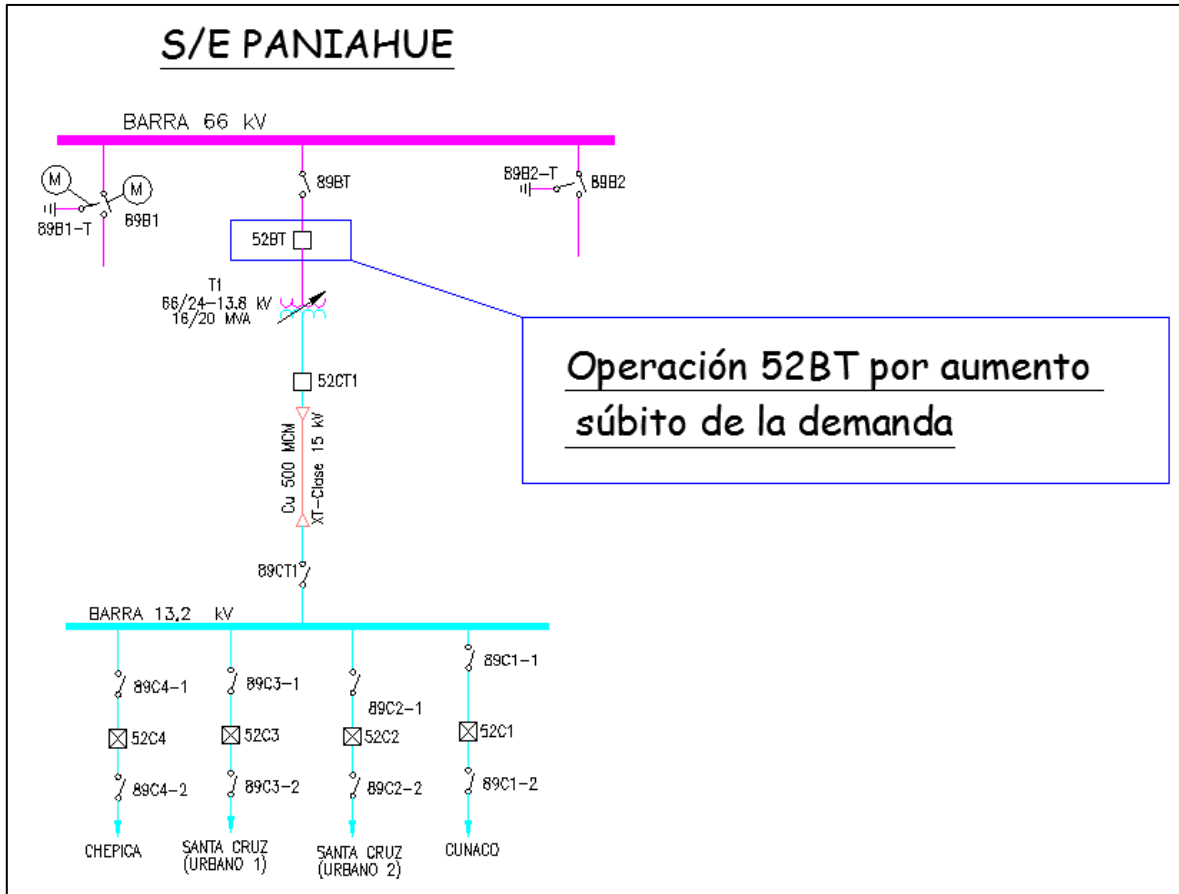 S/E PANIAHUE
BARRA 66 kV
M
M
89B1-T
89B1
89BT
89B2-T
89B2
52BT
T1
66/24-13.8 kV
16/20 MVA
Operación 52BT por aumento
súbito de la demanda
52CT1
Cu 500 MCM
XT-Clase 15 kV
89CT1
BARRA 13,2 kV
89C4-1
89C3-1
89C2-1
89C1-1
52C4
52C3
52C2
52C1
89C4-2
89C3-2
89C2-2
89C1-2
CHEPICA
SANTA CRUZ
(URBANO 1)
SANTA CRUZ
(URBANO 2)
CUNACO